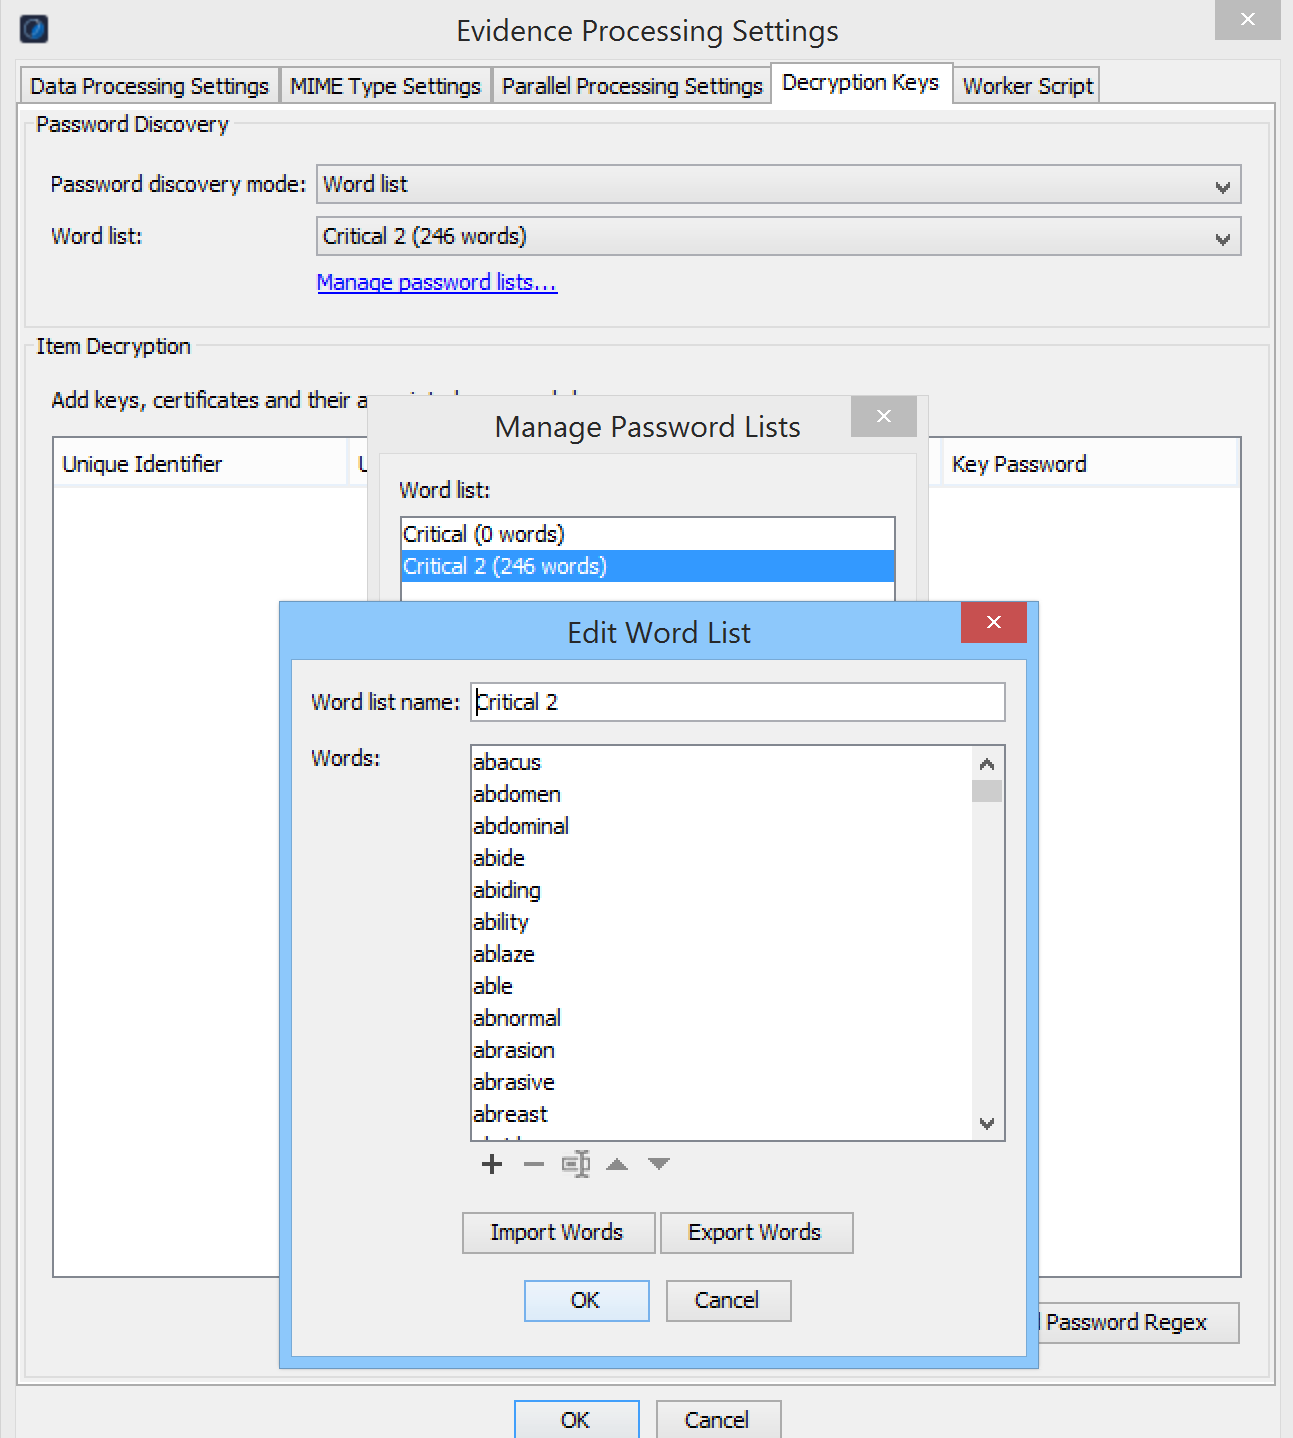 Evidence Processing Settings
Data Processing Settings MIME Type Settings Parallel Processing Settings Decryption Keys Worker Script
Password Discovery
Password discovery mode: Word list
Word list: Critical 2 (246 words)
Manage password lists...
Item Decryption
Add keys, certificates and their
Manage Password Lists
Unique Identifier Key Password
Word list:
Critical (0 words)
Critical 2 (246 words)
Edit Word List
Word list name: Critical 2
Words:
abacus
abdomen
abdominal
abide
abiding
ability
ablaze
able
abnormal
abrasion
abrasive
abreast
Import Words Export Words
OK Cancel
Password Regex
OK Cancel